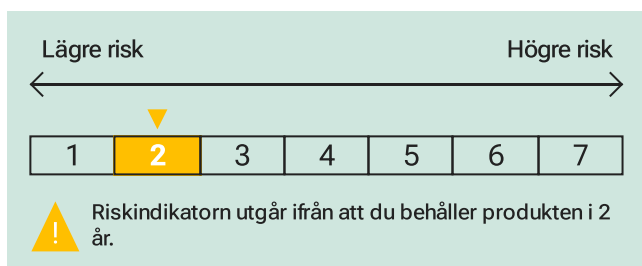 Lägre risk Högre risk
1 2 3 4 5 6 7
!
Riskindikatorn utgår ifrån att du behåller produkten i 2
år.